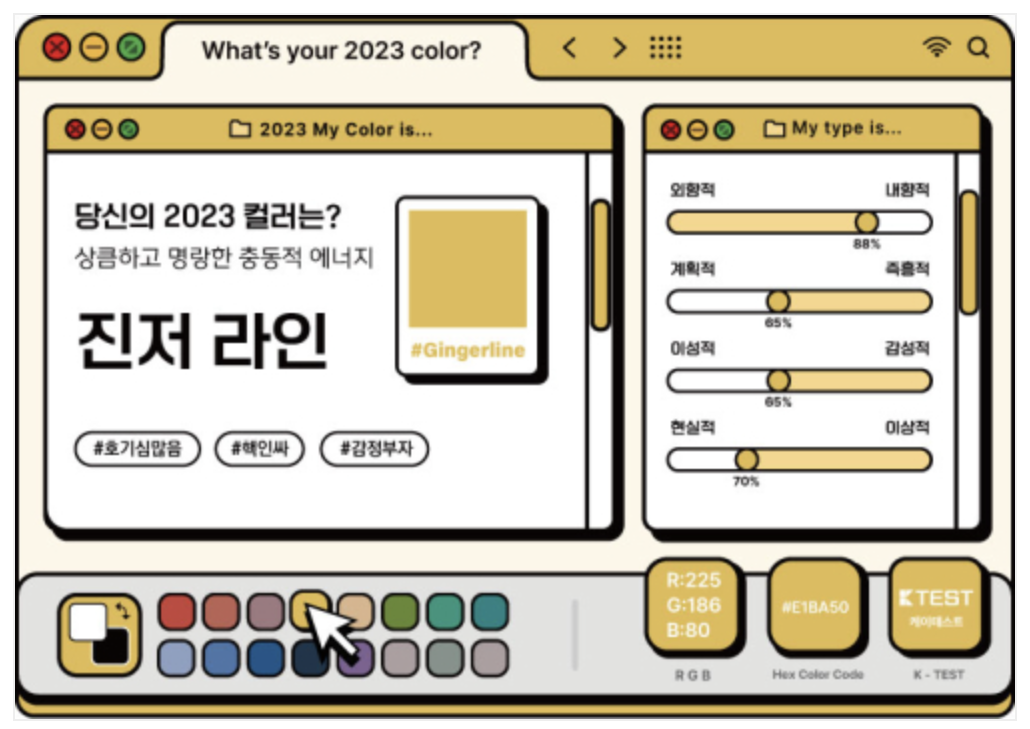 What's your 2023 color?
2023 My Color is...
당신의 2023 컬러는?
상큼하고 명랑한 충동적 에너지
진저 라인
#Gingerline
#호기심많음 #핵인싸 #감정부자
My type is...
외향적 내향적
88%
계획적 즉흥적
65%
이성적 감성적
65%
현실적 이상적
70%
R:225
G:186
B:80
RGB
#E1BA50
Hex Color Code
KTEST
케이테스트
K - TEST